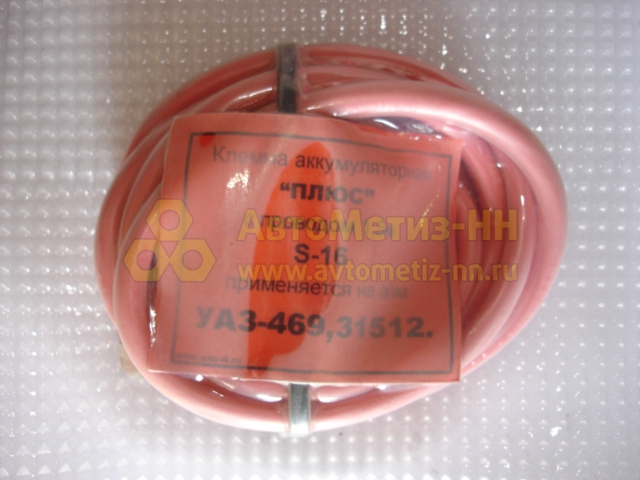 Клемма аккумуляторная
"ПЛЮС"
S-16
применяется на а/м
УАЗ-469,31512.
АвтоМетиз-НН
www.avtometiz-nn.ru